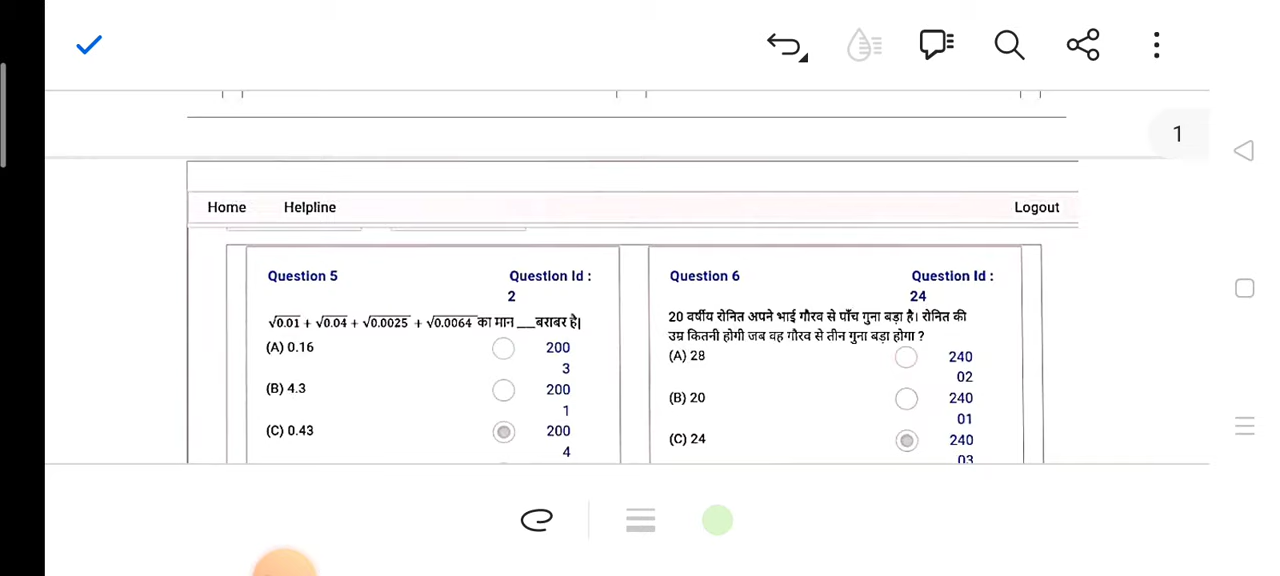 1
Home Helpline Logout
Question 5 Question Id :
2
√0.01 + √0.04 + √0.0025 + √0.0064 का मान __बराबर है|
(A) 0.16 200
3
(B) 4.3 200
1
(C) 0.43 200
4
Question 6 Question Id :
24
20 वर्षीय रोनित अपने भाई गौरव से पाँच गुना बड़ा है। रोनित की
उम्र कितनी होगी जब वह गौरव से तीन गुना बड़ा होगा ?
(A) 28 240
02
(B) 20 240
01
(C) 24 240
03